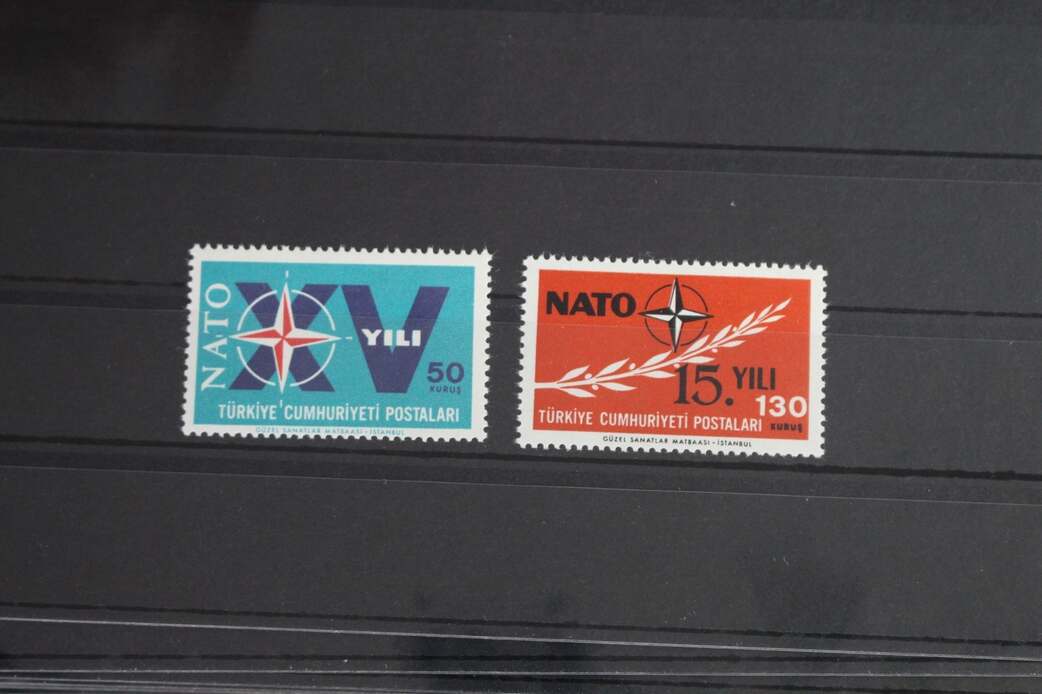 NATO
XV
YILI
50
KURUŞ
TÜRKİYE CUMHURİYETİ POSTALARI
GÜZEL SANATLAR MATBAASI - İSTANBUL
NATO
15. YILI
130
TÜRKİYE CUMHURİYETİ POSTALARI KURUŞ
GÜZEL SANATLAR MATBAASI - İSTANBUL